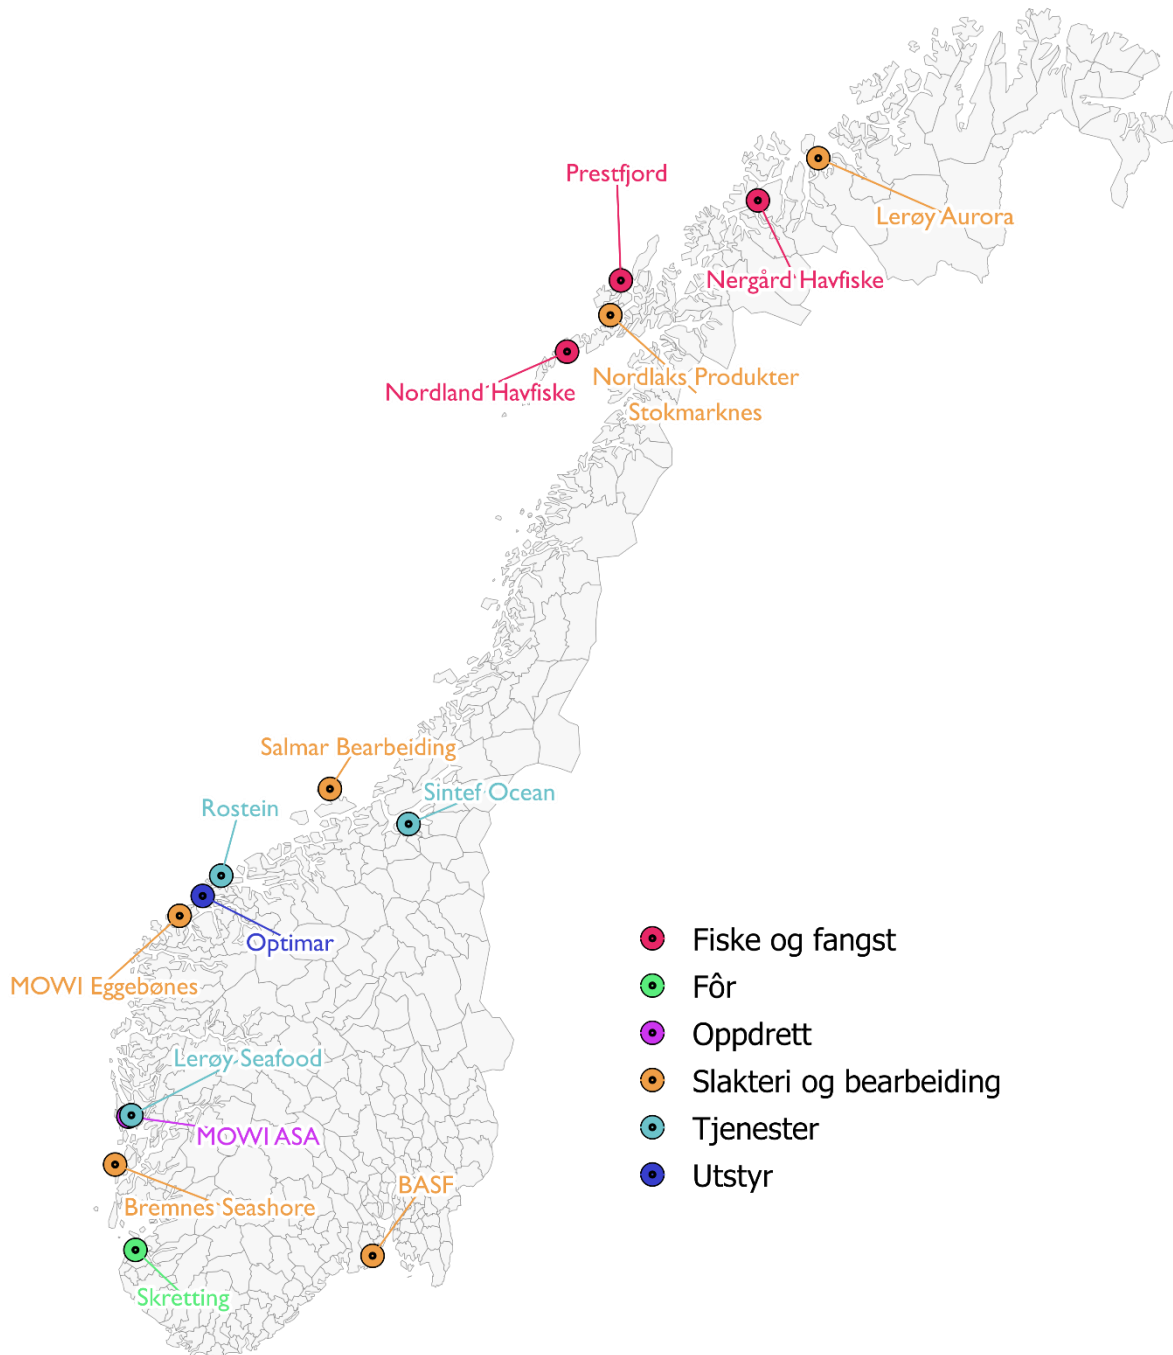 Prestfjord
Lerøy Aurora
Nergård Havfiske
Nordlaks Produkter
Stokmarknes
Nordland Havfiske
Salmar Bearbeiding
Sintef Ocean
Rostein
Optimar
MOWI Eggebønes
Lerøy Seafood
MOWI ASA
BASF
Bremnes Seashore
Skretting
Fiske og fangst
Fôr
Oppdrett
Slakteri og bearbeiding
Tjenester
Utstyr